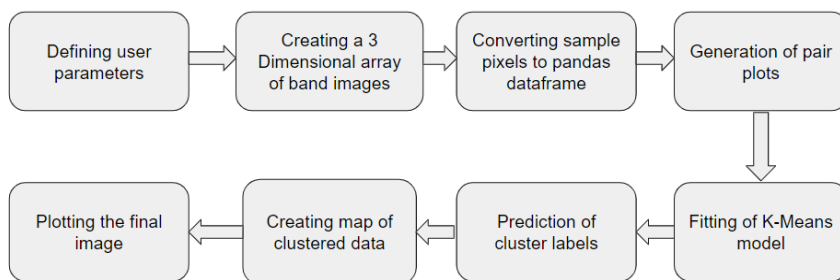 Defining user
parameters
Creating a 3
Dimensional array
of band images
Converting sample
pixels to pandas
dataframe
Generation of pair
plots
Fitting of K-Means
model
Prediction of
cluster labels
Creating map of
clustered data
Plotting the final
image